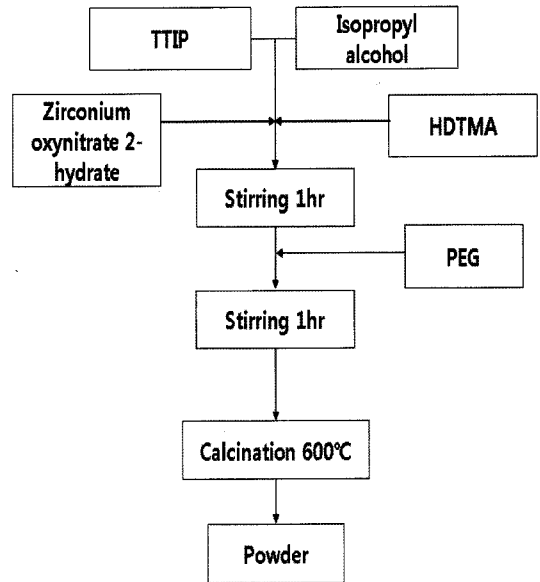 TTIP
Isopropyl
alcohol
Zirconium
oxynitrate 2-
hydrate
HDTMA
Stirring 1hr
PEG
Stirring 1hr
Calcination 600℃
Powder